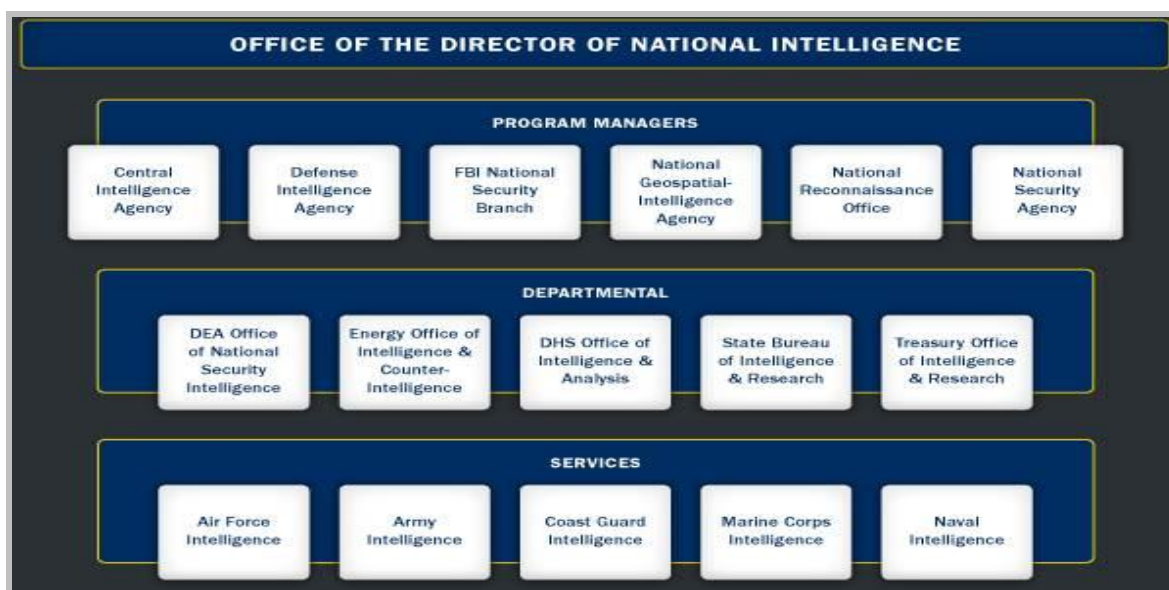 OFFICE OF THE DIRECTOR OF NATIONAL INTELLIGENCE
PROGRAM MANAGERS
Central
Intelligence
Agency
Defense
Intelligence
Agency
FBI National
Security
Branch
National
Geospatial-
Intelligence
Agency
National
Reconnaissance
Office
National
Security
Agency
DEPARTMENTAL
DEA Office
of National
Security
Intelligence
Energy Office of
Intelligence &
Counter-
Intelligence
DHS Office of
Intelligence &
Analysis
State Bureau
of Intelligence
& Research
Treasury Office
of Intelligence
& Research
SERVICES
Air Force
Intelligence
Army
Intelligence
Coast Guard
Intelligence
Marine Corps
Intelligence
Naval
Intelligence